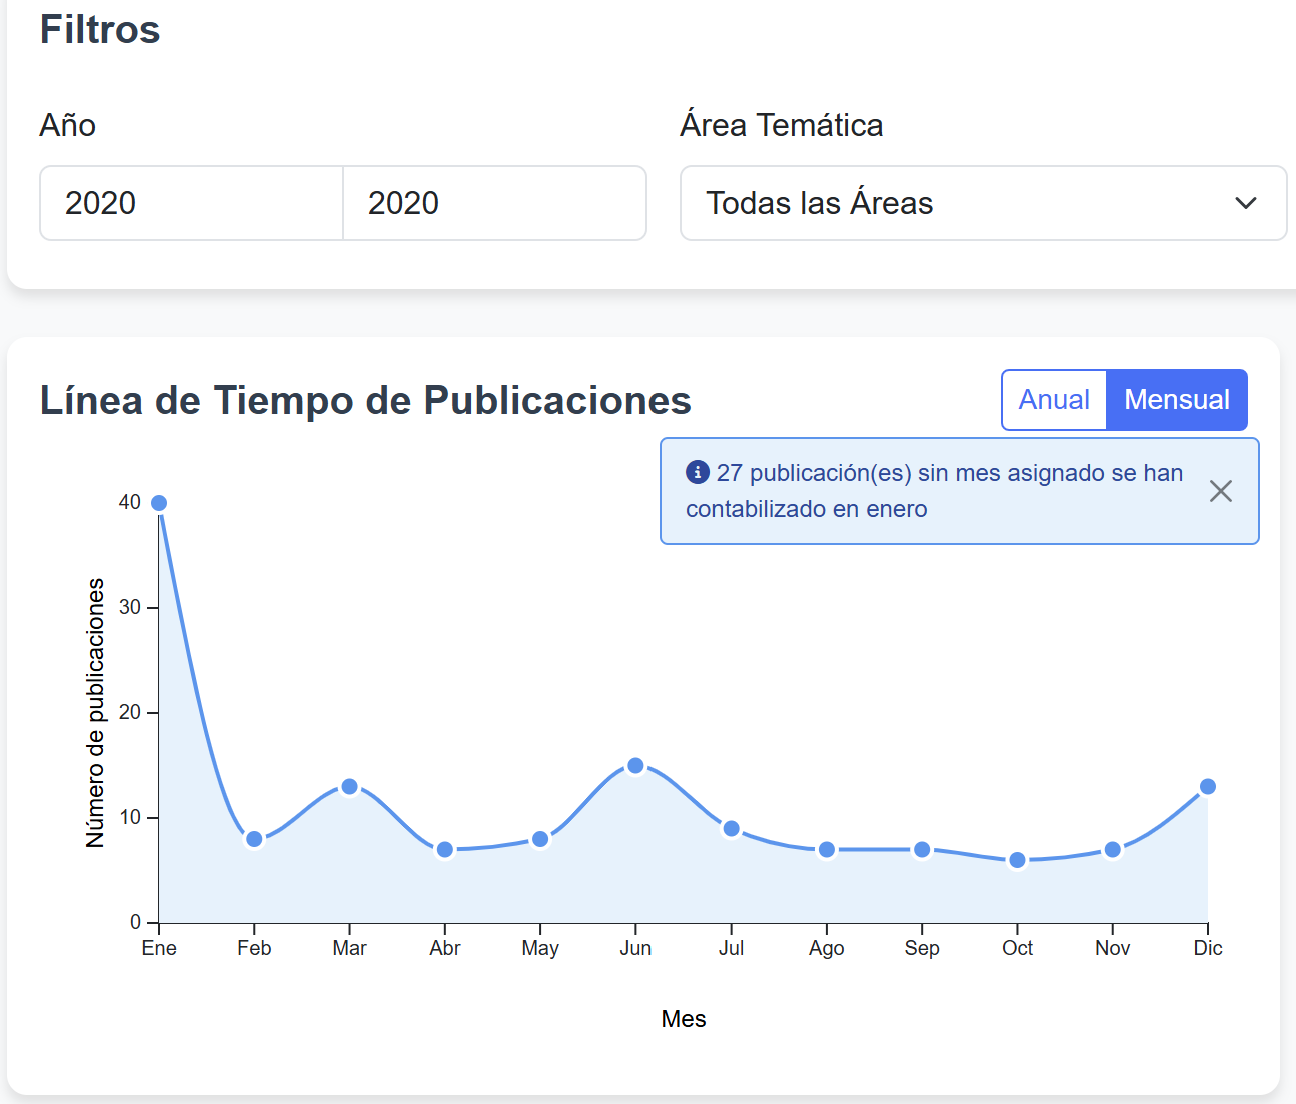 Filtros
Año
Área Temática
2020
2020
Todas las Áreas
Línea de Tiempo de Publicaciones
Anual
Mensual
27 publicación(es) sin mes asignado se han
contabilizado en enero
40
30
20
10
0
Número de publicaciones
Ene
Feb
Mar
Abr
May
Jun
Jul
Ago
Sep
Oct
Nov
Dic
Mes